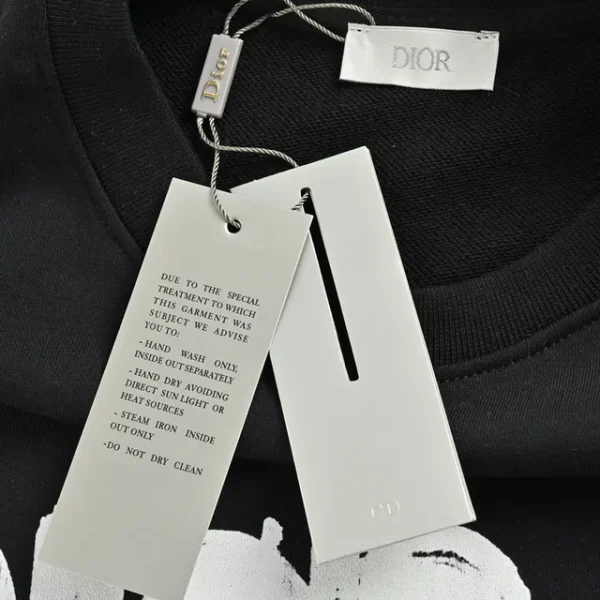 DIOR
Dior
DUE TO THE SPECIAL
TREATMENT TO WHICH
THIS GARMENT WAS
SUBJECT WE ADVISE
YOU TO:
- HAND WASH ONLY,
INSIDE OUT SEPARATELY
- HAND DRY AVOIDING
DIRECT SUN LIGHT OR
HEAT SOURCES
- STEAM IRON INSIDE
OUT ONLY
-DO NOT DRY CLEAN
CD